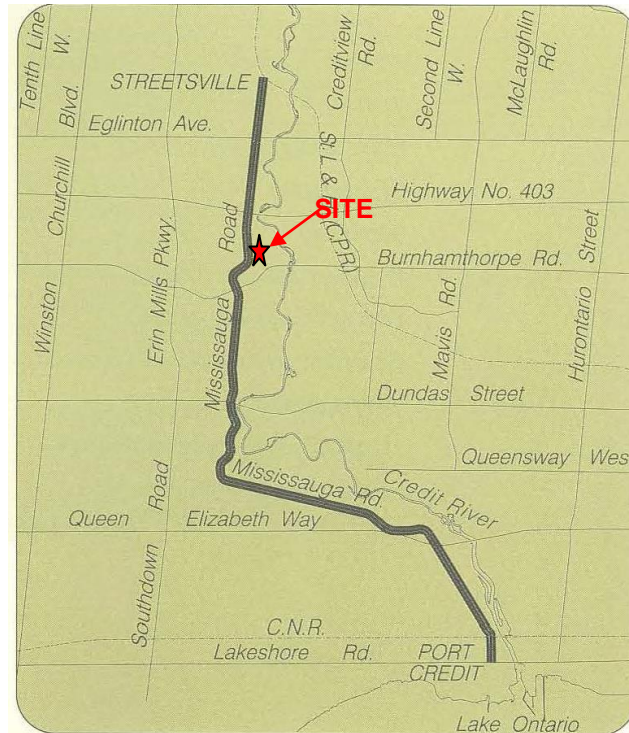 Tenth Line W.
Winston Churchill Blvd.
STREETSVILLE
Eglinton Ave.
Creditview Rd.
Second Line W.
McLaughlin Rd.
St. L & H (CPR)
Highway No. 403
SITE
Erin Mills Pkwy.
Mississauga Road
Burnhamthorpe Rd.
Mavis Rd.
Hurontario Street
Dundas Street
Queensway Wes
Mississauga Rd.
Credit River
Queen Elizabeth Way
Southdown Road
C.N.R.
Lakeshore Rd.
PORT
CREDIT
Lake Ontario